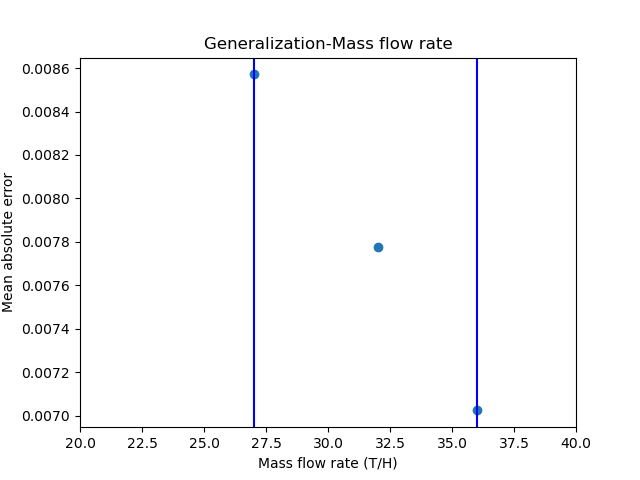 Generalization-Mass flow rate
Mean absolute error
0.0086
0.0084
0.0082
0.0080
0.0078
0.0076
0.0074
0.0072
0.0070
20.0 22.5 25.0 27.5 30.0 32.5 35.0 37.5 40.0
Mass flow rate (T/H)